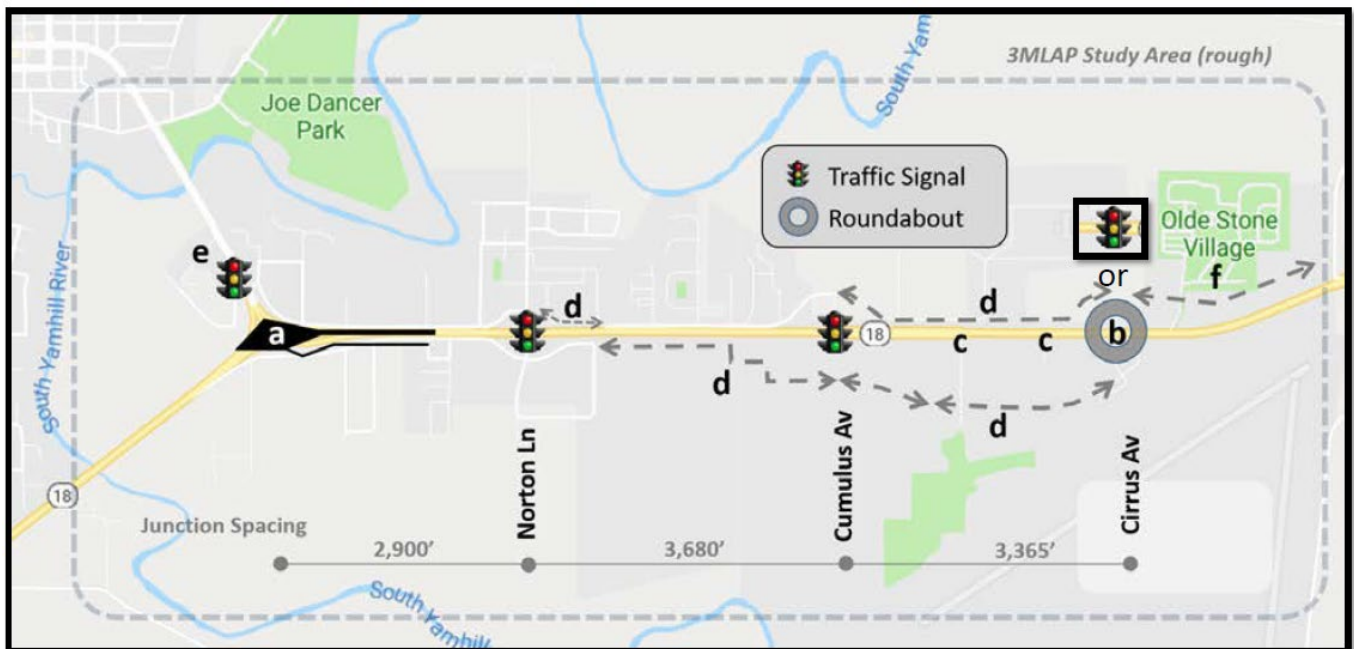 3MLAP Study Area (rough)
South Yam
Joe Dancer
Park
Traffic Signal
Roundabout
Olde Stone
Village
or
e
f
d
d
a
18
c
c
b
d
d
South Yamhill River
Norton Ln
Cumulus Av
Cirrus Av
18
Junction Spacing
2,900’
3,680’
3,365’
South Yamhill